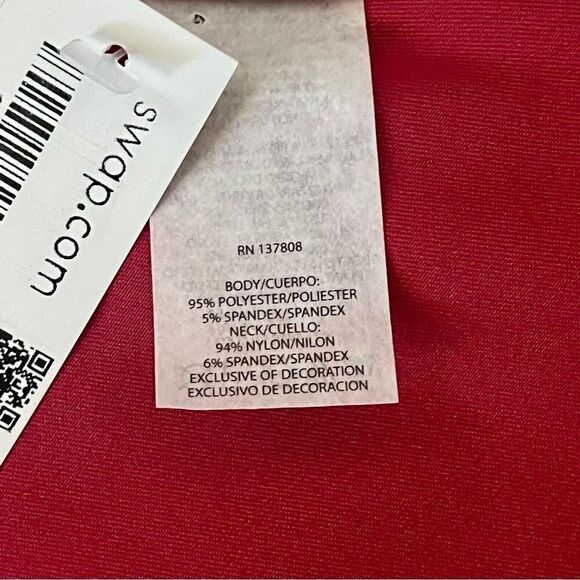 swap.com
RN 137808
BODY/CUERPO:
95% POLYESTER/POLIESTER
5% SPANDEX/SPANDEX
NECK/CUELLO:
94% NYLON/NILON
6% SPANDEX/SPANDEX
EXCLUSIVE OF DECORATION
EXCLUSIVO DE DECORACION